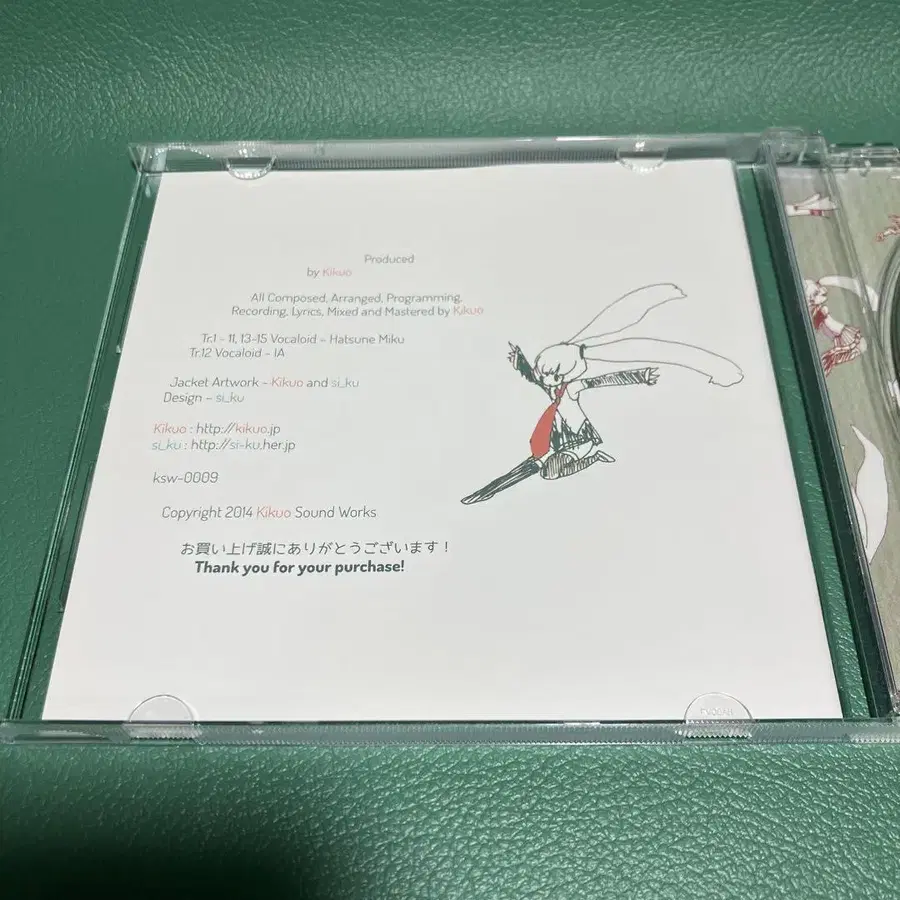 Produced
by Kikuo
All Composed, Arranged, Programming,
Recording, Lyrics, Mixed and Mastered by Kikuo
Tr.1 - 11, 13-15 Vocaloid - Hatsune Miku
Tr.12 Vocaloid - IA
Jacket Artwork - Kikuo and si_ku
Design - si_ku
Kikuo : http://kikuo.jp
si_ku : http://si-ku.her.jp
ksw-0009
Copyright 2014 Kikuo Sound Works
お買い上げ誠にありがとうございます！
Thank you for your purchase!